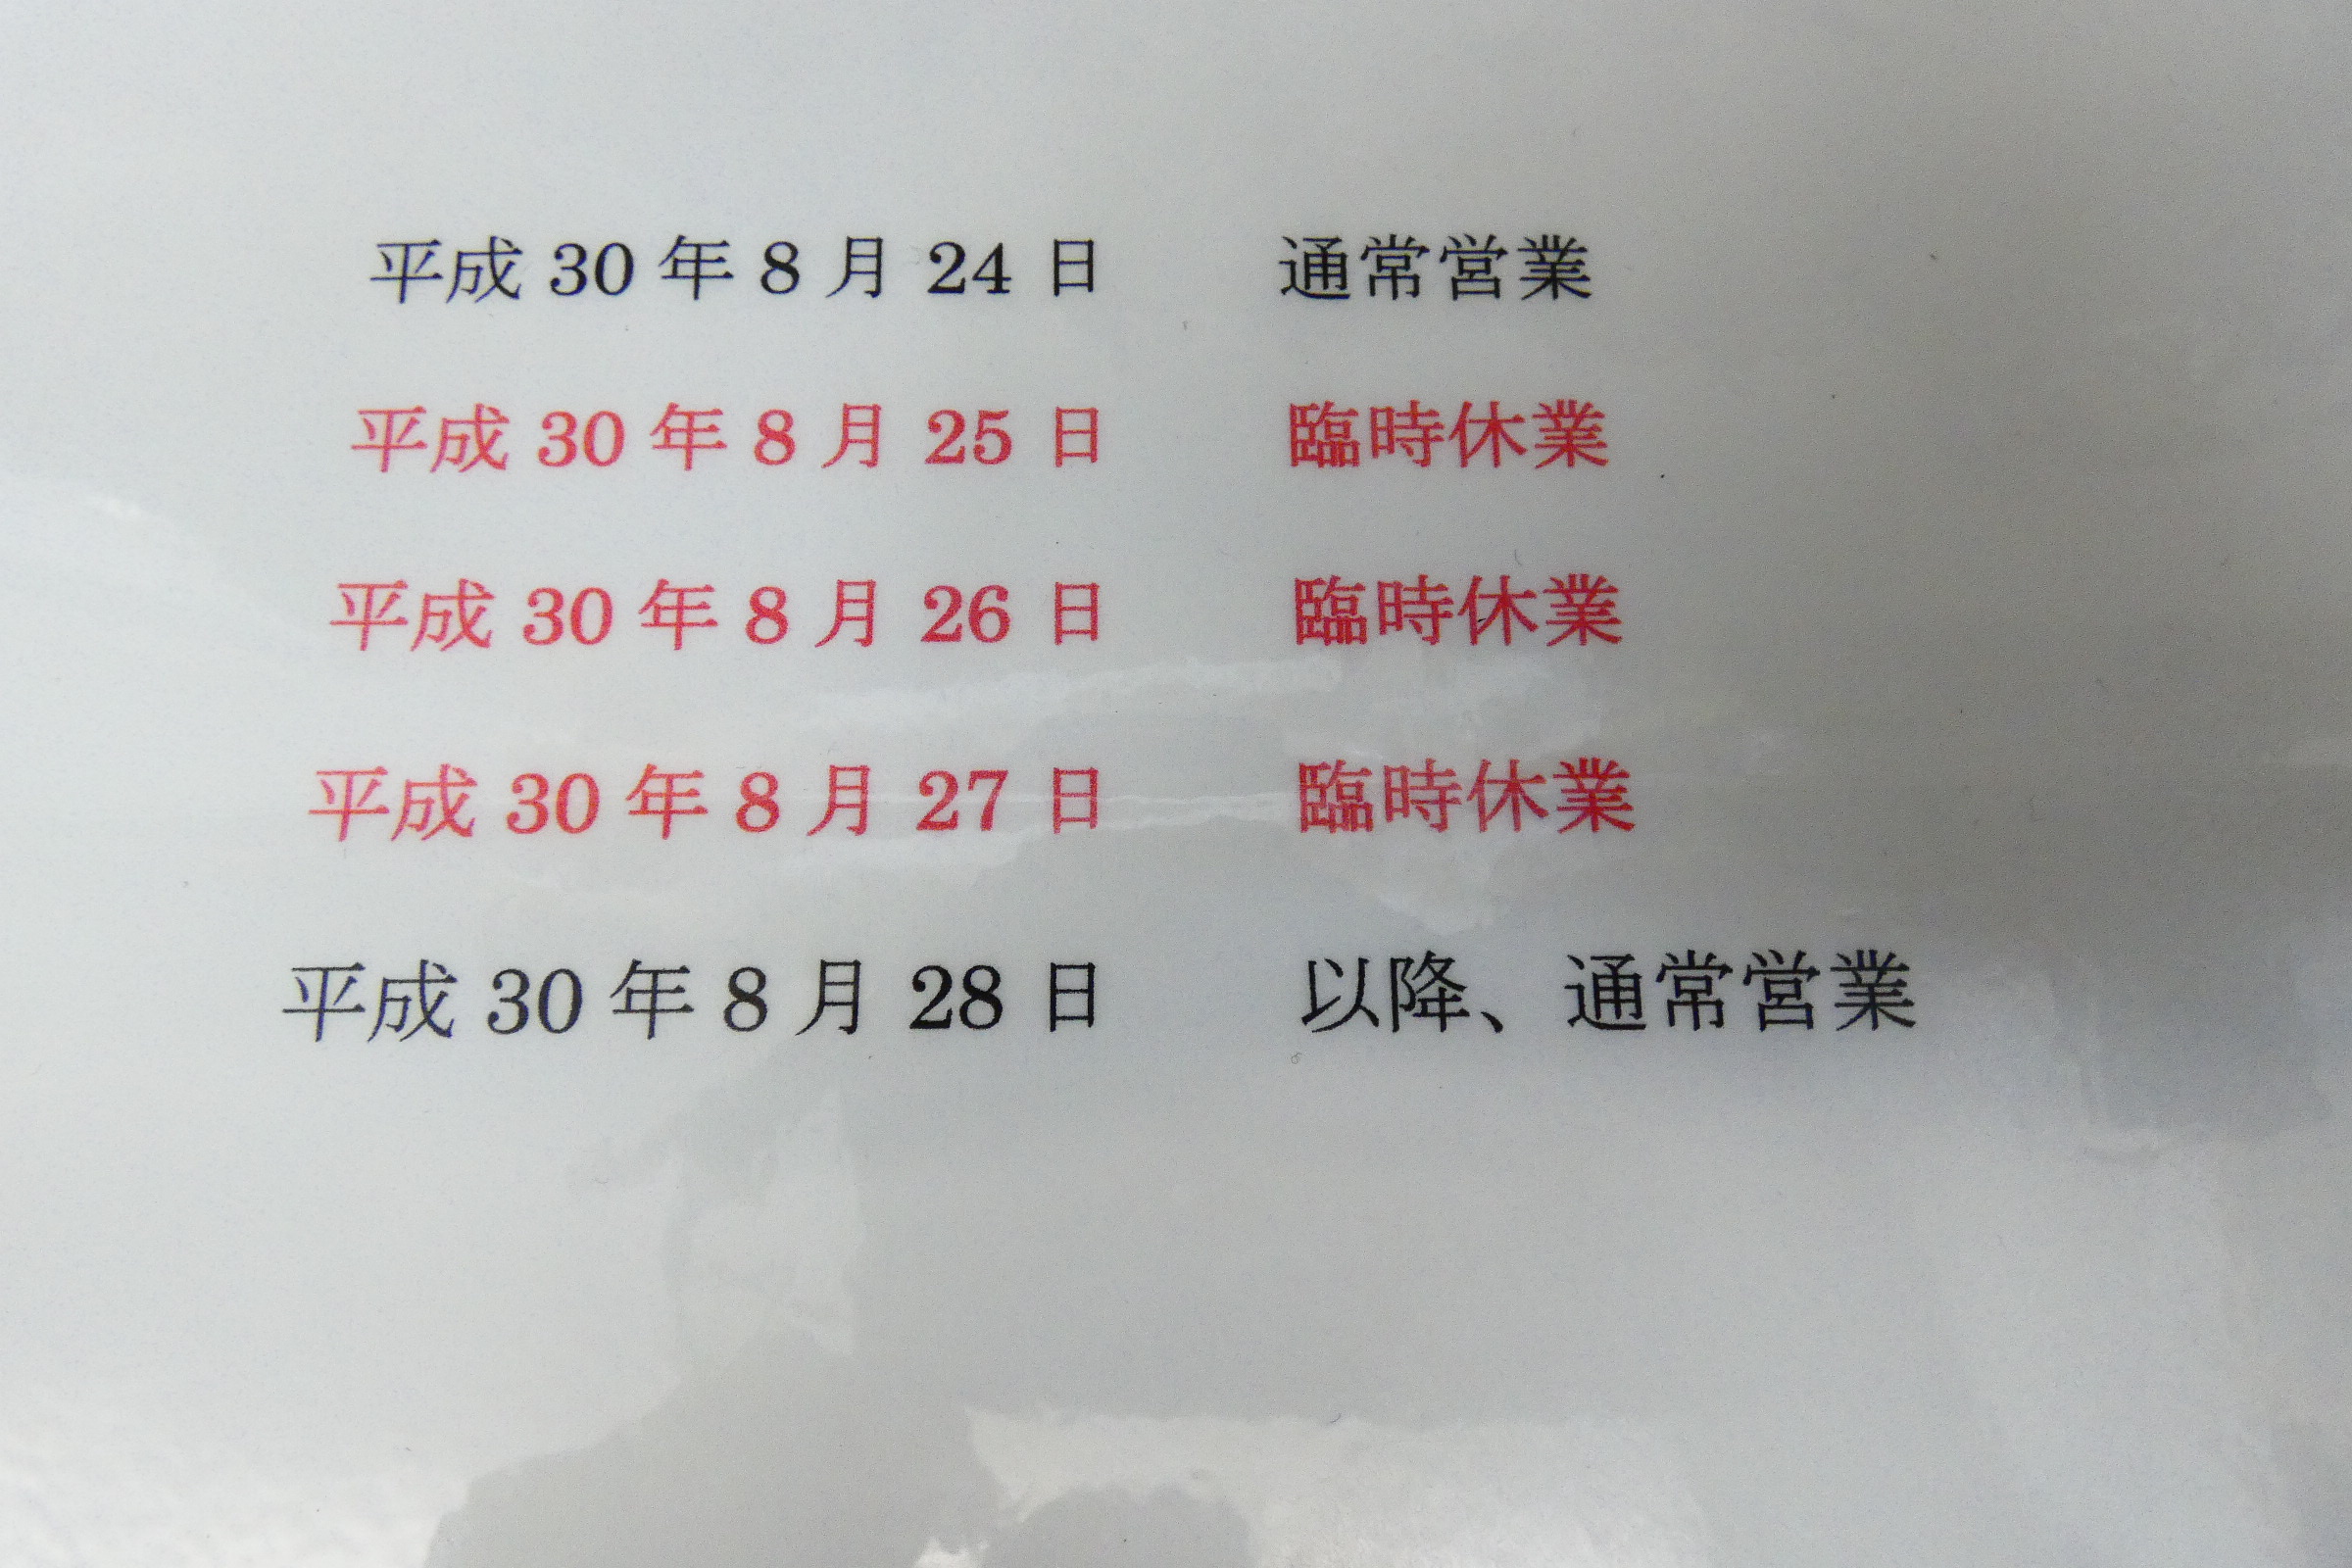 平成 30 年 8 月 24 日　通常営業
平成 30 年 8 月 25 日　臨時休業
平成 30 年 8 月 26 日　臨時休業
平成 30 年 8 月 27 日　臨時休業
平成 30 年 8 月 28 日　以降、通常営業